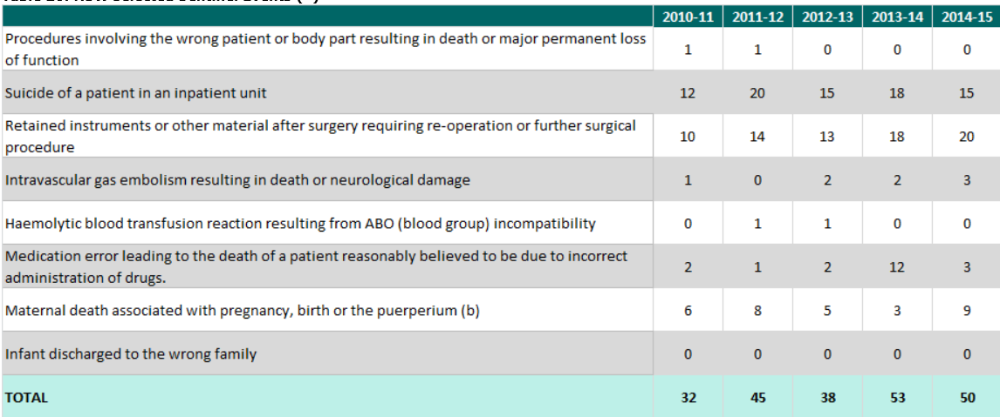 2010-11 2011-12 2012-13 2013-14 2014-15
Procedures involving the wrong patient or body part resulting in death or major permanent loss
of function
1 1 0 0 0
Suicide of a patient in an inpatient unit 12 20 15 18 15
Retained instruments or other material after surgery requiring re-operation or further surgical
procedure
10 14 13 18 20
Intravascular gas embolism resulting in death or neurological damage 1 0 2 2 3
Haemolytic blood transfusion reaction resulting from ABO (blood group) incompatibility 0 1 1 0 0
Medication error leading to the death of a patient reasonably believed to be due to incorrect
administration of drugs.
2 1 2 12 3
Maternal death associated with pregnancy, birth or the puerperium (b) 6 8 5 3 9
Infant discharged to the wrong family 0 0 0 0 0
TOTAL 32 45 38 53 50